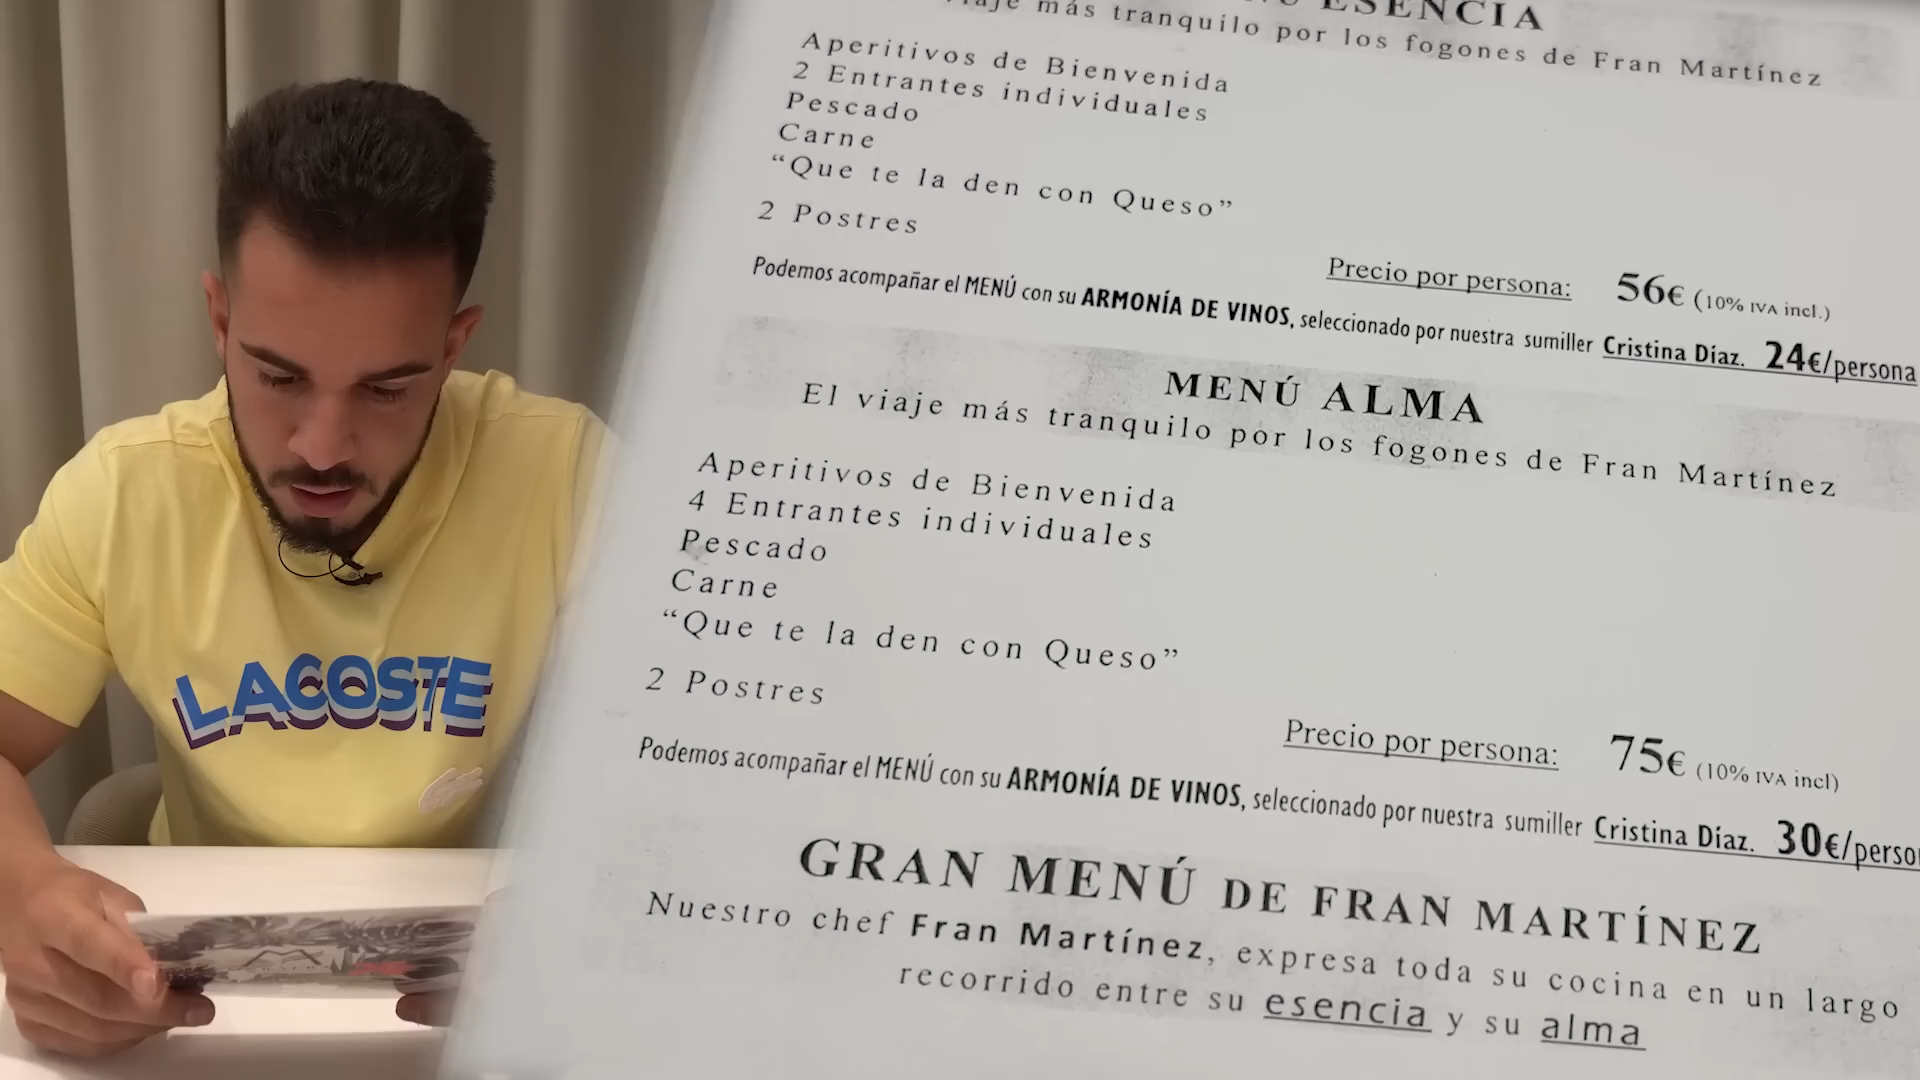 ESENCIA
más tranquilo por los fogones de Fran Martínez
Aperitivos de Bienvenida
2 Entrantes individuales
Pescado
Carne
“Que te la den con Queso”
2 Postres
Precio por persona: 56€ (10% IVA incl.)
Podemos acompañar el MENÚ con su ARMONÍA DE VINOS, seleccionado por nuestra sumiller Cristina Díaz. 24€/persona
MENÚ ALMA
El viaje más tranquilo por los fogones de Fran Martínez
Aperitivos de Bienvenida
4 Entrantes individuales
Pescado
Carne
“Que te la den con Queso”
2 Postres
Precio por persona: 75€ (10% IVA incl)
Podemos acompañar el MENÚ con su ARMONÍA DE VINOS, seleccionado por nuestra sumiller Cristina Díaz. 30€/perso
GRAN MENÚ DE FRAN MARTÍNEZ
Nuestro chef Fran Martínez, expresa toda su cocina en un largo
recorrido entre su esencia y su alma
LACOSTE